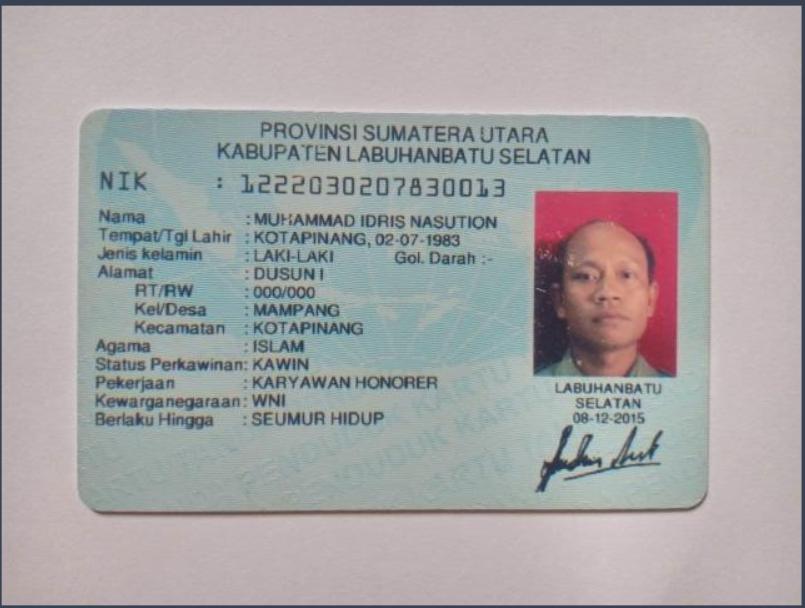 PROVINSI SUMATERA UTARA
KABUPATEN LABUHANBATU SELATAN
NIK : 1222030207830013
Nama : MUHAMMAD IDRIS NASUTION
Tempat/Tgl Lahir : KOTAPINANG, 02-07-1983
Jenis kelamin : LAKI-LAKI Gol. Darah :-
Alamat : DUSUN I
RT/RW : 000/000
Kel/Desa : MAMPANG
Kecamatan : KOTAPINANG
Agama : ISLAM
Status Perkawinan: KAWIN
Pekerjaan : KARYAWAN HONORER
Kewarganegaraan: WNI
Berlaku Hingga : SEUMUR HIDUP
LABUHANBATU
SELATAN
08-12-2015